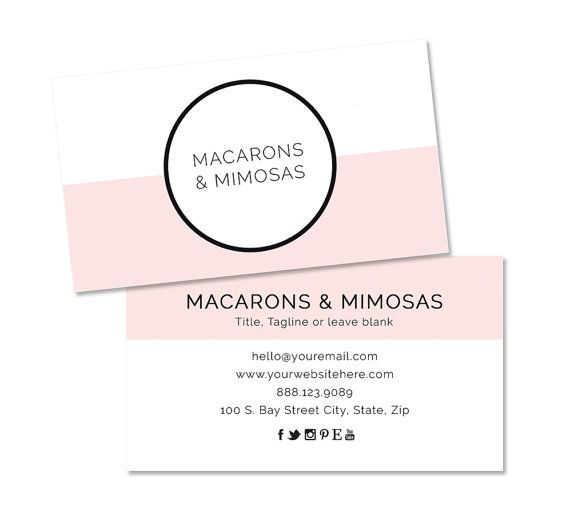 MACARONS
& MIMOSAS
MACARONS & MIMOSAS
Title, Tagline or leave blank
hello@youremail.com
www.yourwebsitehere.com
888.123.9089
100 S. Bay Street City, State, Zip